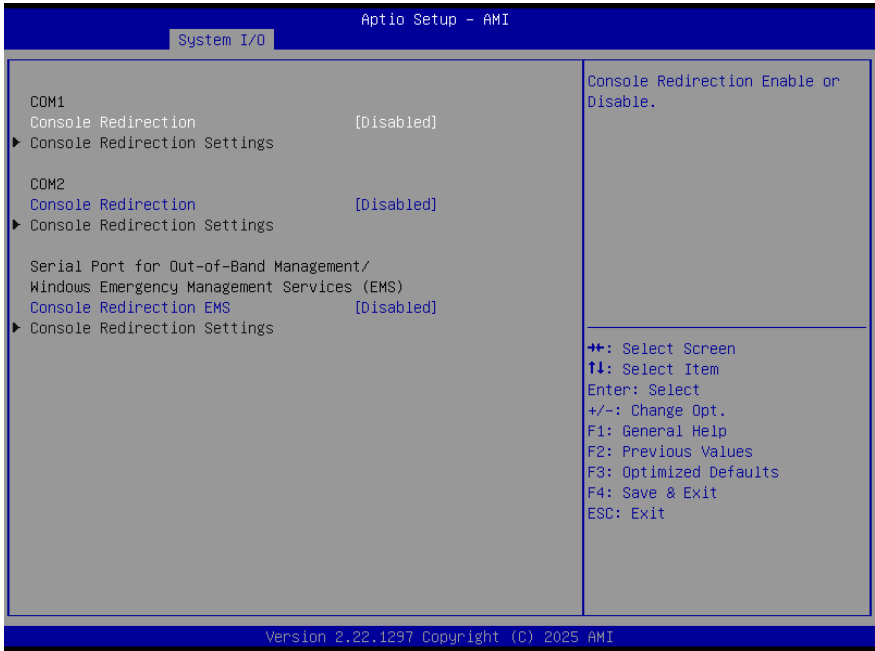 Aptio Setup – AMI
System I/O
COM1
Console Redirection [Disabled]
▶ Console Redirection Settings
COM2
Console Redirection [Disabled]
▶ Console Redirection Settings
Serial Port for Out-of-Band Management/
Windows Emergency Management Services (EMS)
Console Redirection EMS [Disabled]
▶ Console Redirection Settings
Console Redirection Enable or
Disable.
→←: Select Screen
↑↓: Select Item
Enter: Select
+/-: Change Opt.
F1: General Help
F2: Previous Values
F3: Optimized Defaults
F4: Save & Exit
ESC: Exit
Version 2.22.1297 Copyright (C) 2025 AMI